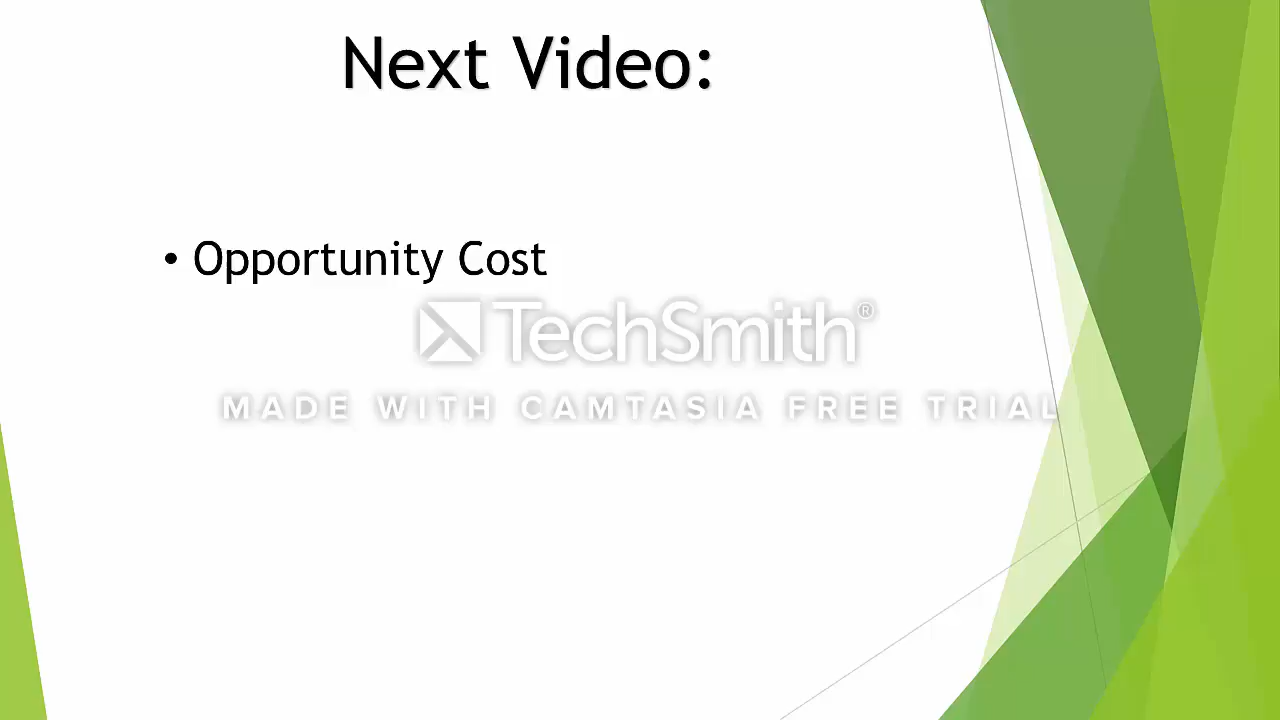 Next Video:
• Opportunity Cost
TechSmith®
MADE WITH CAMTASIA FREE TRIAL